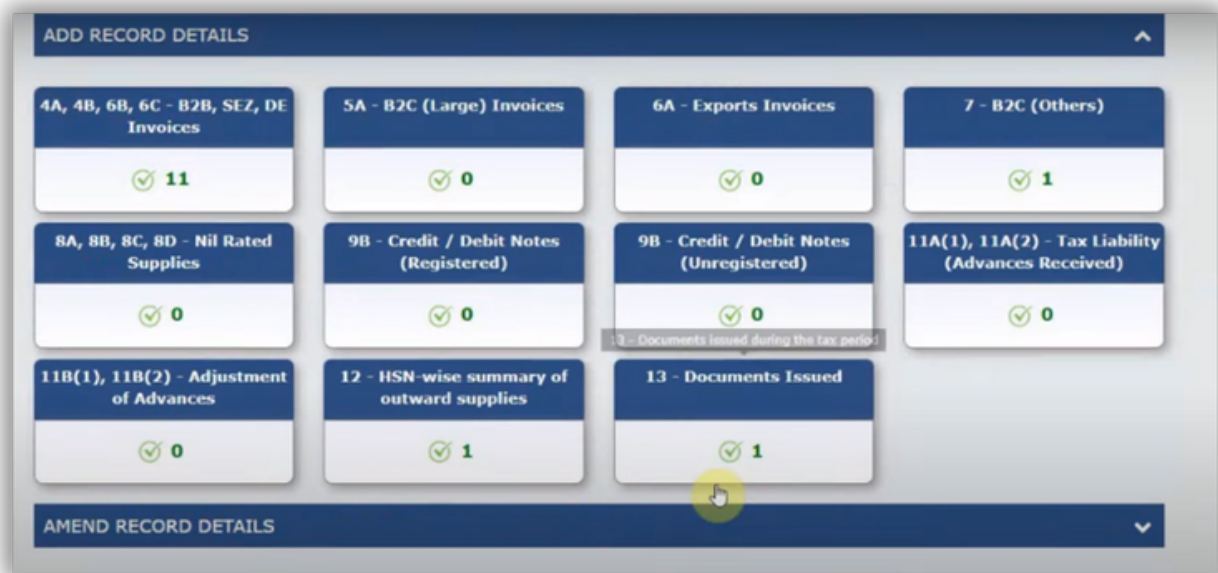 ADD RECORD DETAILS
4A, 4B, 6B, 6C - B2B, SEZ, DE
Invoices
11
5A - B2C (Large) Invoices
0
6A - Exports Invoices
0
7 - B2C (Others)
1
8A, 8B, 8C, 8D - Nil Rated
Supplies
0
9B - Credit / Debit Notes
(Registered)
0
9B - Credit / Debit Notes
(Unregistered)
0
11A(1), 11A(2) - Tax Liability
(Advances Received)
0
13 - Documents issued during the tax period
11B(1), 11B(2) - Adjustment
of Advances
0
12 - HSN-wise summary of
outward supplies
1
13 - Documents Issued
1
AMEND RECORD DETAILS